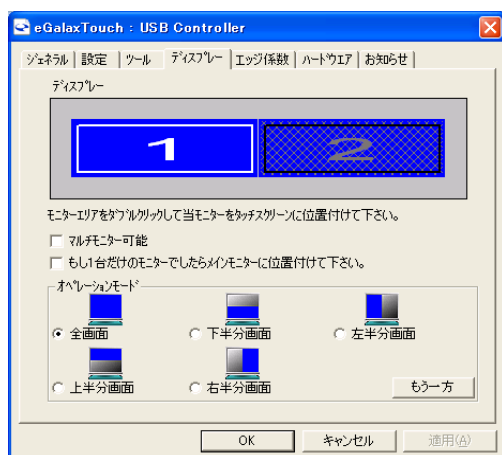 eGalaxTouch : USB Controller
ジェネラル 設定 ツール ディスプレー エッジ係数 ハードウエア お知らせ
ディスプレー
1 2
モニターエリアをダブルクリックして当モニターをタッチスクリーンに位置付けて下さい。
マルチモニター可能
もし1台だけのモニターでしたらメインモニターに位置付けて下さい。
オペレーションモード
全画面 下半分画面 左半分画面
上半分画面 右半分画面 もう一方
OK キャンセル 適用(A)